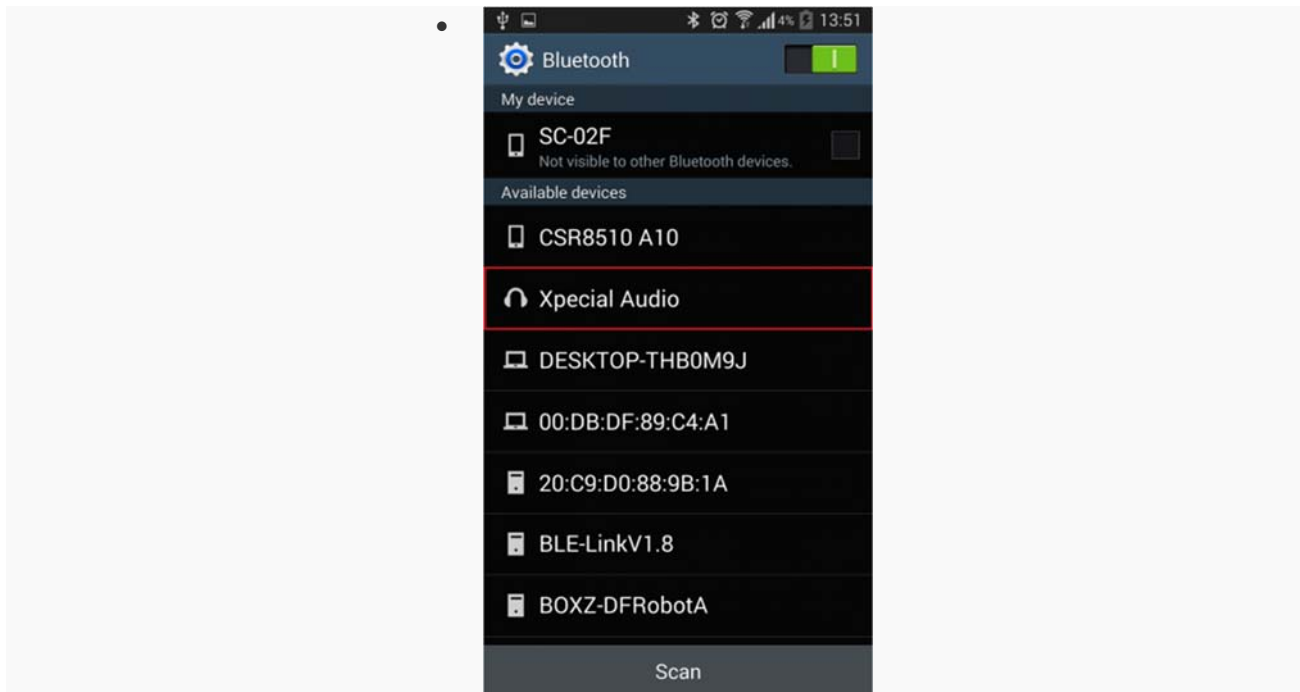 4% 13:51
Bluetooth
My device
SC-02F
Not visible to other Bluetooth devices.
Available devices
CSR8510 A10
Xpecial Audio
DESKTOP-THB0M9J
00:DB:DF:89:C4:A1
20:C9:D0:88:9B:1A
BLE-LinkV1.8
BOXZ-DFRobotA
Scan